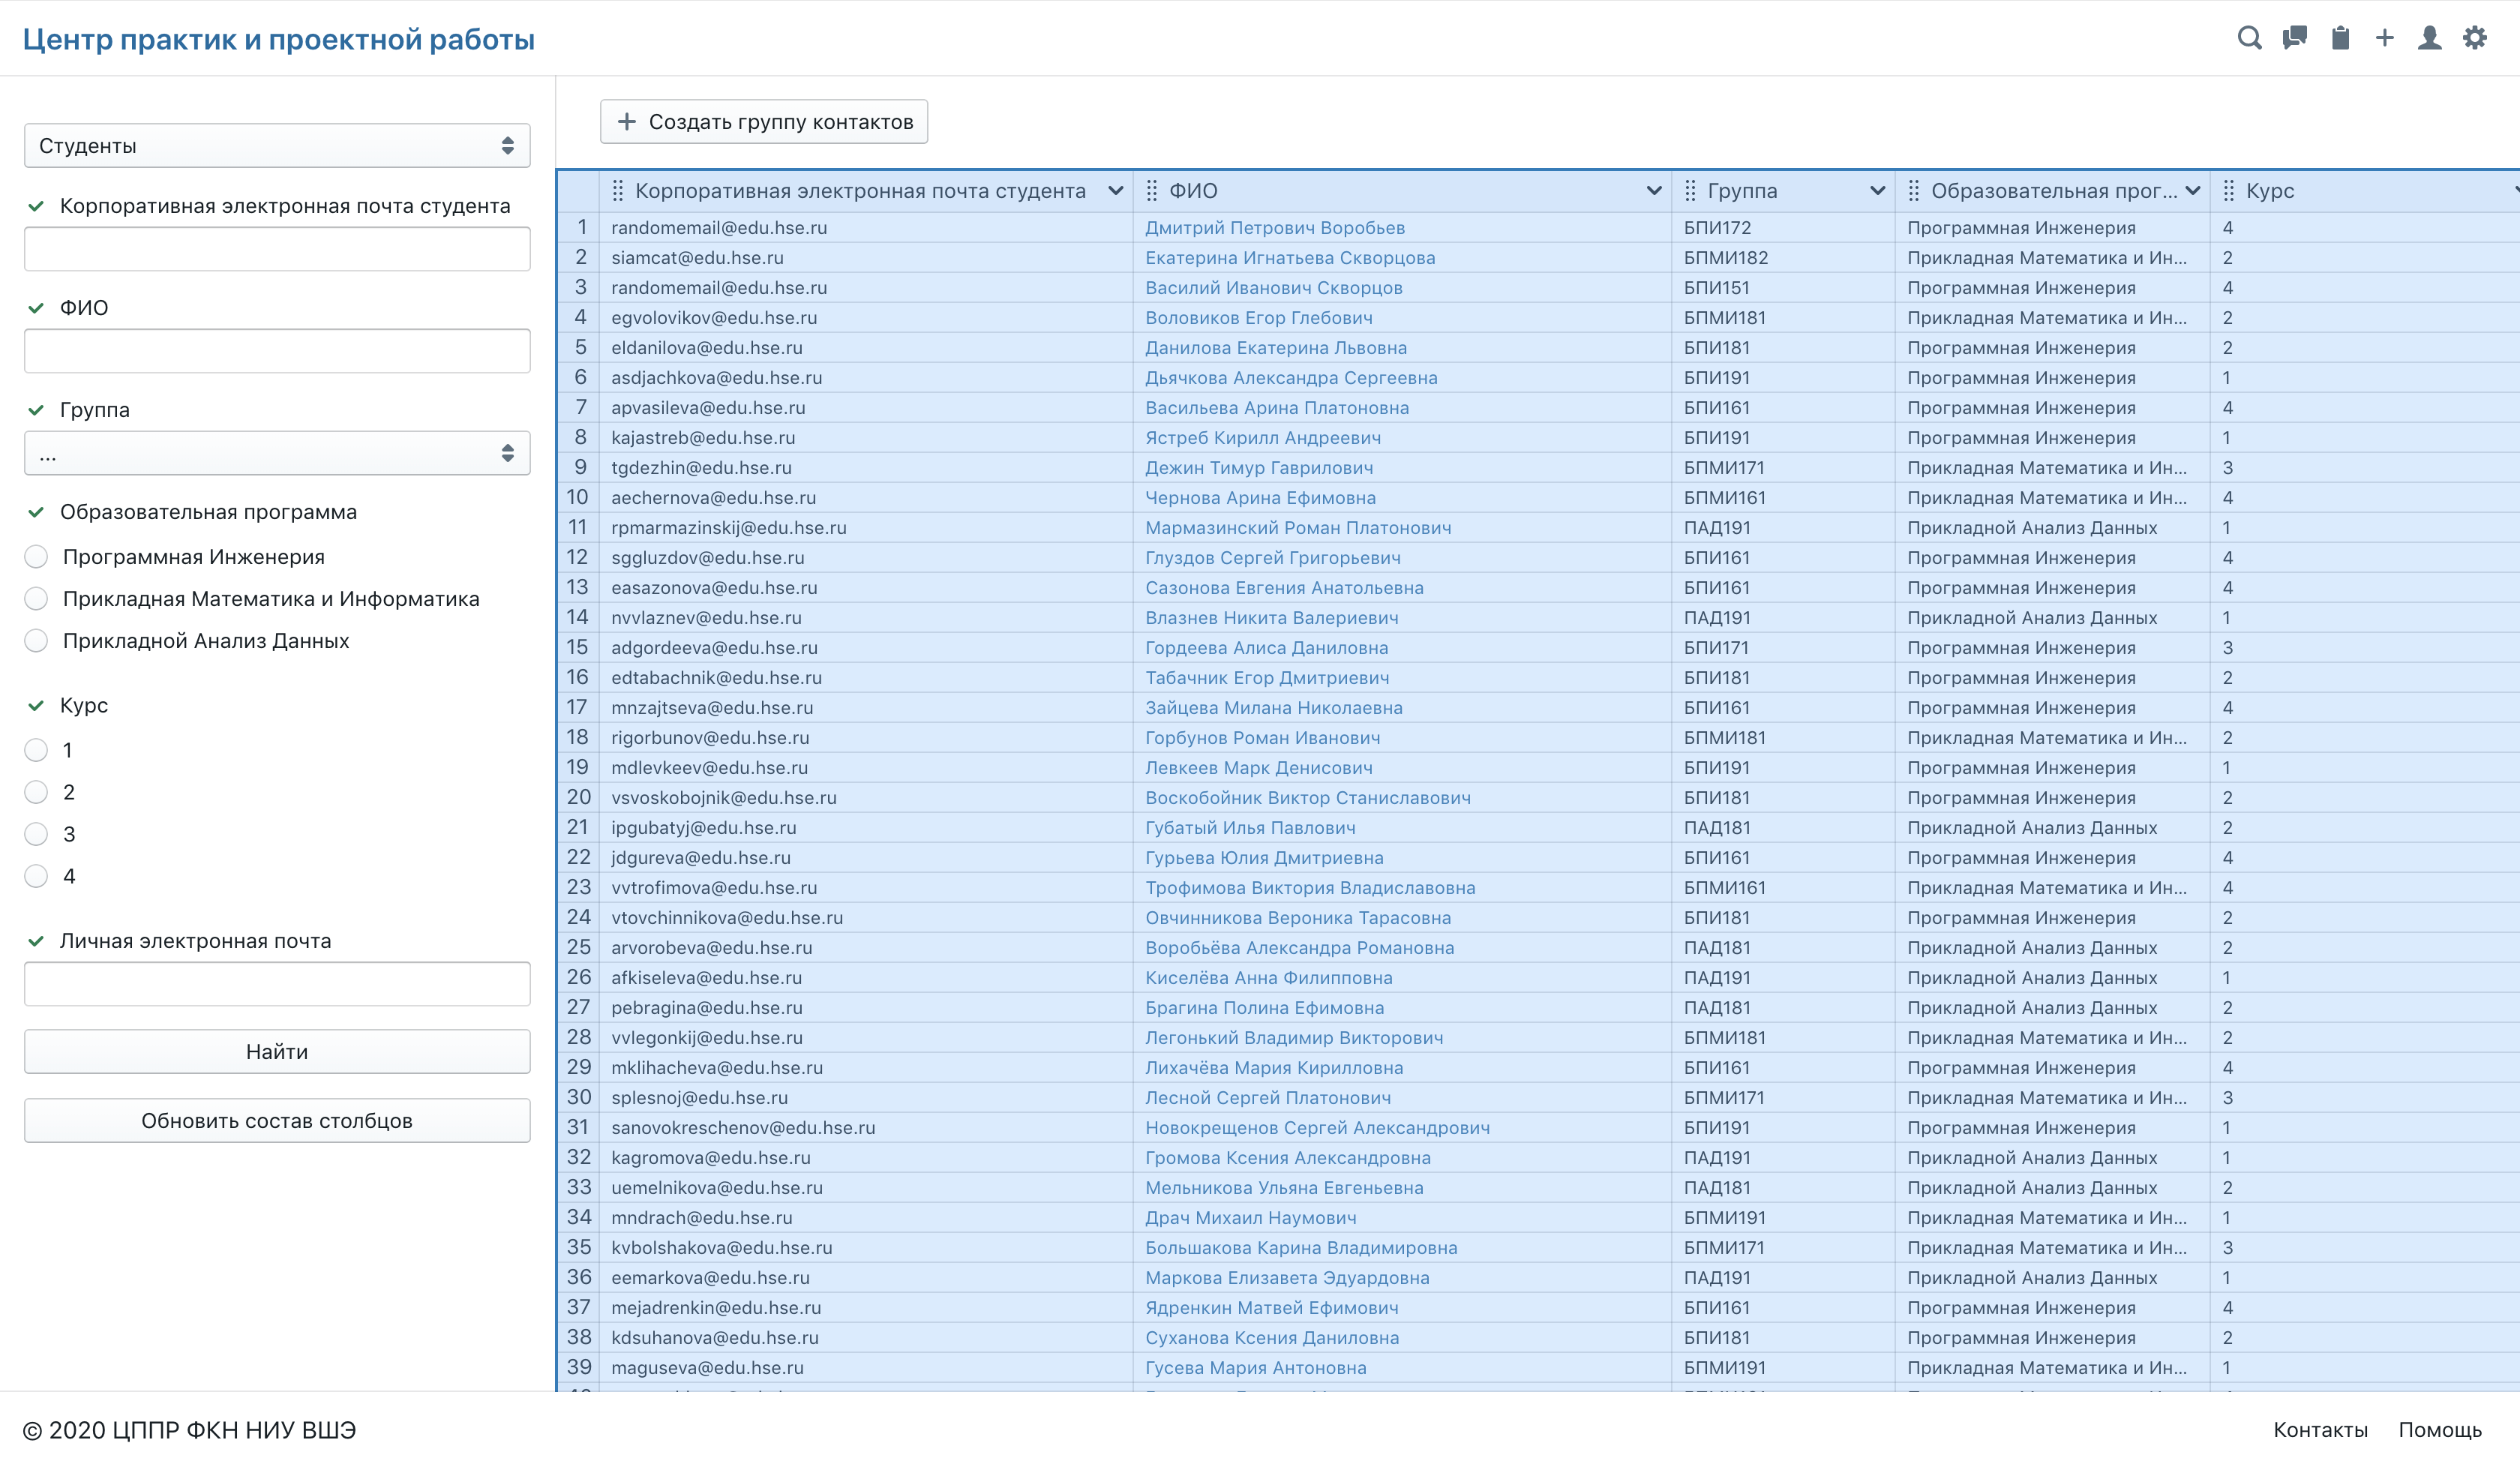 Центр практик и проектной работы
Студенты
Корпоративная электронная почта студента
ФИО
Группа
...
Образовательная программа
Программная Инженерия
Прикладная Математика и Информатика
Прикладной Анализ Данных
Курс
1
2
3
4
Личная электронная почта
Найти
Обновить состав столбцов
Создать группу контактов
Корпоративная электронная почта студента ФИО Группа Образовательная прог... Курс
1 randomemail@edu.hse.ru Дмитрий Петрович Воробьев БПИ172 Программная Инженерия 4
2 siamcat@edu.hse.ru Екатерина Игнатьева Скворцова БПМИ182 Прикладная Математика и Ин... 2
3 randomemail@edu.hse.ru Василий Иванович Скворцов БПИ151 Программная Инженерия 4
4 egvolovikov@edu.hse.ru Воловиков Егор Глебович БПМИ181 Прикладная Математика и Ин... 2
5 eldanilova@edu.hse.ru Данилова Екатерина Львовна БПИ181 Программная Инженерия 2
6 asdjachkova@edu.hse.ru Дьячкова Александра Сергеевна БПИ191 Программная Инженерия 1
7 apvasileva@edu.hse.ru Васильева Арина Платоновна БПИ161 Программная Инженерия 4
8 kajastreb@edu.hse.ru Ястреб Кирилл Андреевич БПИ191 Программная Инженерия 1
9 tgdezhin@edu.hse.ru Дежин Тимур Гаврилович БПМИ171 Прикладная Математика и Ин... 3
10 aechernova@edu.hse.ru Чернова Арина Ефимовна БПМИ161 Прикладная Математика и Ин... 4
11 rpmarmazinskij@edu.hse.ru Мармазинский Роман Платонович ПАД191 Прикладной Анализ Данных 1
12 sggluzdov@edu.hse.ru Глуздов Сергей Григорьевич БПИ161 Программная Инженерия 4
13 easazonova@edu.hse.ru Сазонова Евгения Анатольевна БПИ161 Программная Инженерия 4
14 nvvlaznev@edu.hse.ru Влазнев Никита Валериевич ПАД191 Прикладной Анализ Данных 1
15 adgordeeva@edu.hse.ru Гордеева Алиса Даниловна БПИ171 Программная Инженерия 3
16 edtabachnik@edu.hse.ru Табачник Егор Дмитриевич БПИ181 Программная Инженерия 2
17 mnzajtseva@edu.hse.ru Зайцева Милана Николаевна БПИ161 Программная Инженерия 4
18 rigorbunov@edu.hse.ru Горбунов Роман Иванович БПМИ181 Прикладная Математика и Ин... 2
19 mdlevkeev@edu.hse.ru Левкеев Марк Денисович БПИ191 Программная Инженерия 1
20 vsvoskobojnik@edu.hse.ru Воскобойник Виктор Станиславович БПИ181 Программная Инженерия 2
21 ipgubatyj@edu.hse.ru Губатый Илья Павлович ПАД181 Прикладной Анализ Данных 2
22 jdgureva@edu.hse.ru Гурьева Юлия Дмитриевна БПИ161 Программная Инженерия 4
23 vvtrofimova@edu.hse.ru Трофимова Виктория Владиславовна БПМИ161 Прикладная Математика и Ин... 4
24 vtovchinnikova@edu.hse.ru Овчинникова Вероника Тарасовна БПИ181 Программная Инженерия 2
25 arvorobeva@edu.hse.ru Воробьёва Александра Романовна ПАД181 Прикладной Анализ Данных 2
26 afkiseleva@edu.hse.ru Киселёва Анна Филипповна ПАД191 Прикладной Анализ Данных 1
27 pebragina@edu.hse.ru Брагина Полина Ефимовна ПАД181 Прикладной Анализ Данных 2
28 vvlegonkij@edu.hse.ru Легонький Владимир Викторович БПМИ181 Прикладная Математика и Ин... 2
29 mklihacheva@edu.hse.ru Лихачёва Мария Кирилловна БПИ161 Программная Инженерия 4
30 splesnoj@edu.hse.ru Лесной Сергей Платонович БПМИ171 Прикладная Математика и Ин... 3
31 sanovokreschenov@edu.hse.ru Новокрещенов Сергей Александрович БПИ191 Программная Инженерия 1
32 kagromova@edu.hse.ru Громова Ксения Александровна ПАД191 Прикладной Анализ Данных 1
33 uemelnikova@edu.hse.ru Мельникова Ульяна Евгеньевна ПАД181 Прикладной Анализ Данных 2
34 mndrach@edu.hse.ru Драч Михаил Наумович БПМИ191 Прикладная Математика и Ин... 1
35 kvbolshakova@edu.hse.ru Большакова Карина Владимировна БПМИ171 Прикладная Математика и Ин... 3
36 eemarkova@edu.hse.ru Маркова Елизавета Эдуардовна ПАД191 Прикладной Анализ Данных 1
37 mejadrenkin@edu.hse.ru Ядренкин Матвей Ефимович БПИ161 Программная Инженерия 4
38 kdsuhanova@edu.hse.ru Суханова Ксения Даниловна БПИ181 Программная Инженерия 2
39 maguseva@edu.hse.ru Гусева Мария Антоновна БПМИ191 Прикладная Математика и Ин... 1
© 2020 ЦППР ФКН НИУ ВШЭ
Контакты Помощь